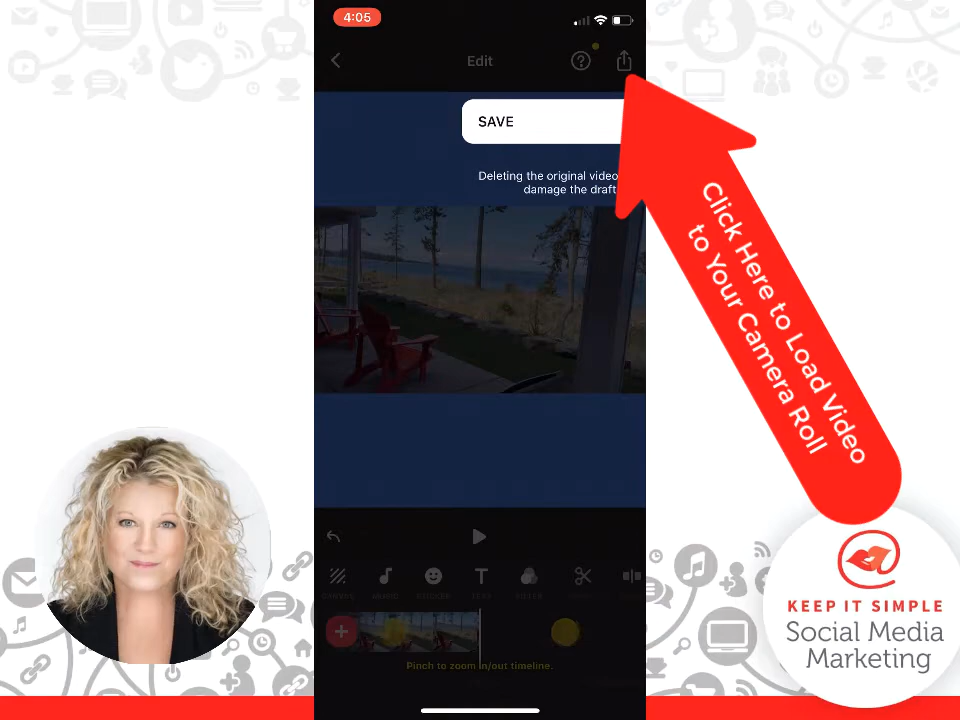 4:05
Edit
SAVE
Deleting the original video
damage the draft
Click Here to Load Video
to Your Camera Roll
TEXT
Pinch to zoom in/out timeline.
KEEP IT SIMPLE
Social Media
Marketing